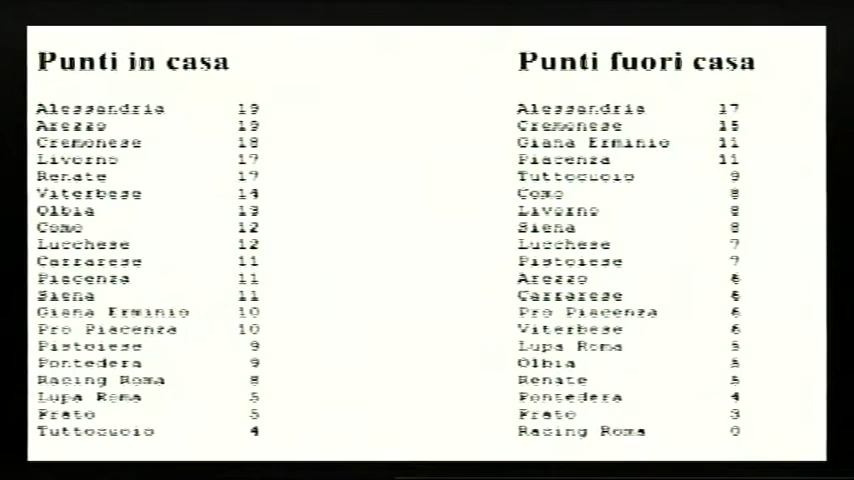 Punti in casa
Alessandria 19
Arezzo 19
Cremonese 18
Livorno 17
Renate 17
Viterbese 14
Olbia 13
Como 12
Lucchese 12
Carrarese 11
Piacenza 11
Siena 11
Giana Erminio 10
Pro Piacenza 10
Pistoiese 9
Pontedera 9
Racing Roma 8
Lupa Roma 5
Prato 5
Tuttocuoio 4
Punti fuori casa
Alessandria 17
Cremonese 15
Giana Erminio 11
Piacenza 11
Tuttocuoio 9
Como 8
Livorno 8
Siena 8
Lucchese 7
Pistoiese 7
Arezzo 6
Carrarese 6
Pro Piacenza 6
Viterbese 6
Lupa Roma 5
Olbia 5
Renate 5
Pontedera 4
Prato 3
Racing Roma 0